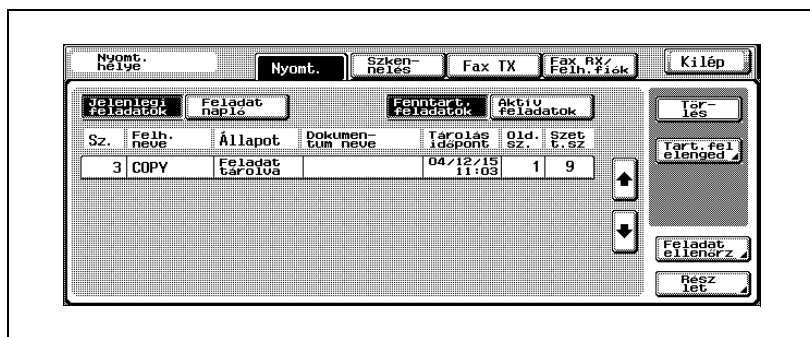 Nyomt. helye
Nyomt.
Szken-
nelés
Fax TX
Fax RX/
Felh.fiók
Kilép
Jelenlegi
feladatok
Feladat
napló
Fenntart.
feladatok
Aktív
feladatok
Tör-
lés
Sz.
Felh.
neve
Állapot
Dokumen-
tum neve
Tárolás
időpont
Old.
sz.
Szet
t.sz
Tart.fel
elenged
3 COPY
Feladat
tárolva
04/12/15
11:03
1 9
Feladat
ellenőrz
Rész
let